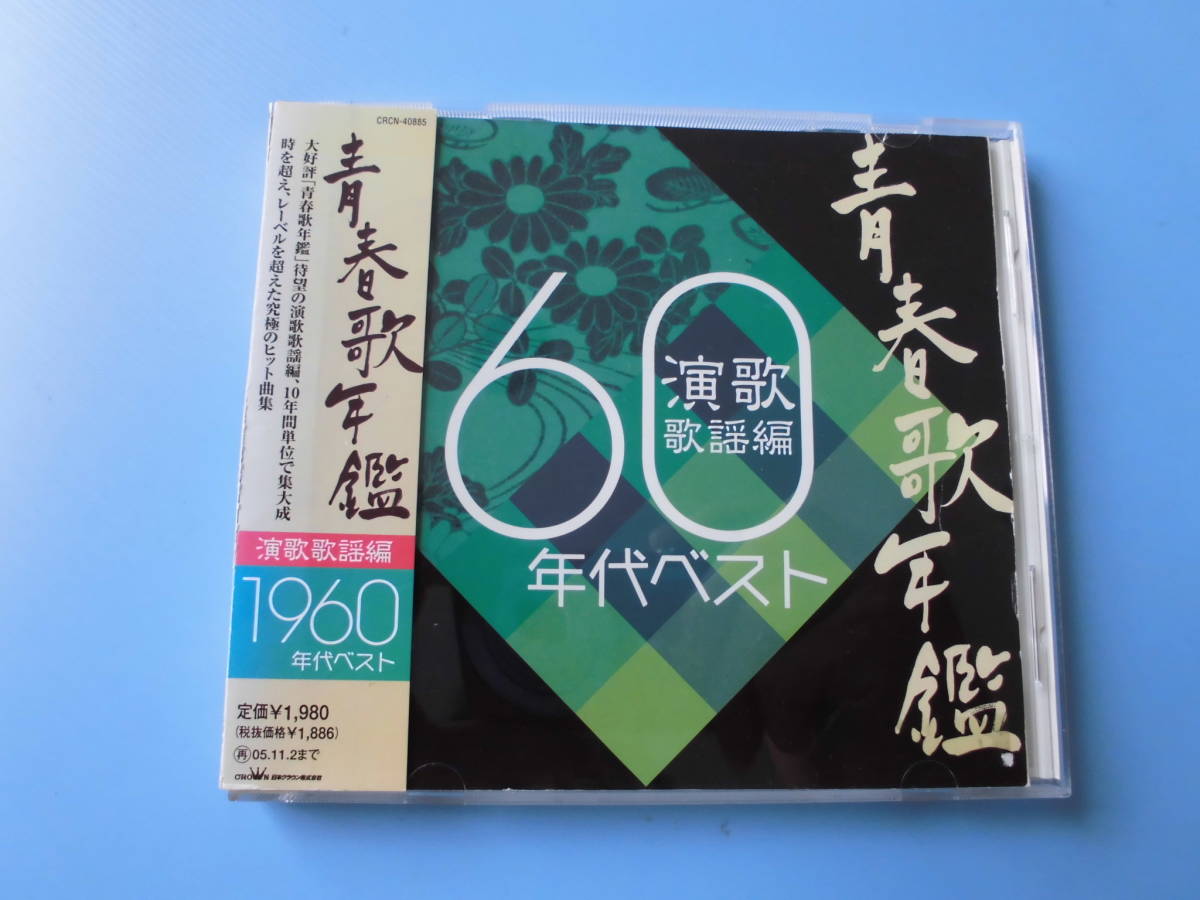 CRCN-40885
青春歌年鑑
大好評「青春歌年鑑」待望の演歌歌謡編、10年間単位で集大成
時を超え、レーベルを超えた究極のヒット曲集
演歌歌謡編
1960
年代ベスト
定価¥1,980
(税抜価格¥1,886)
再05.11.2まで
CROWN 日本クラウン株式会社
60
演歌
歌謡編
年代ベスト
青春歌年鑑